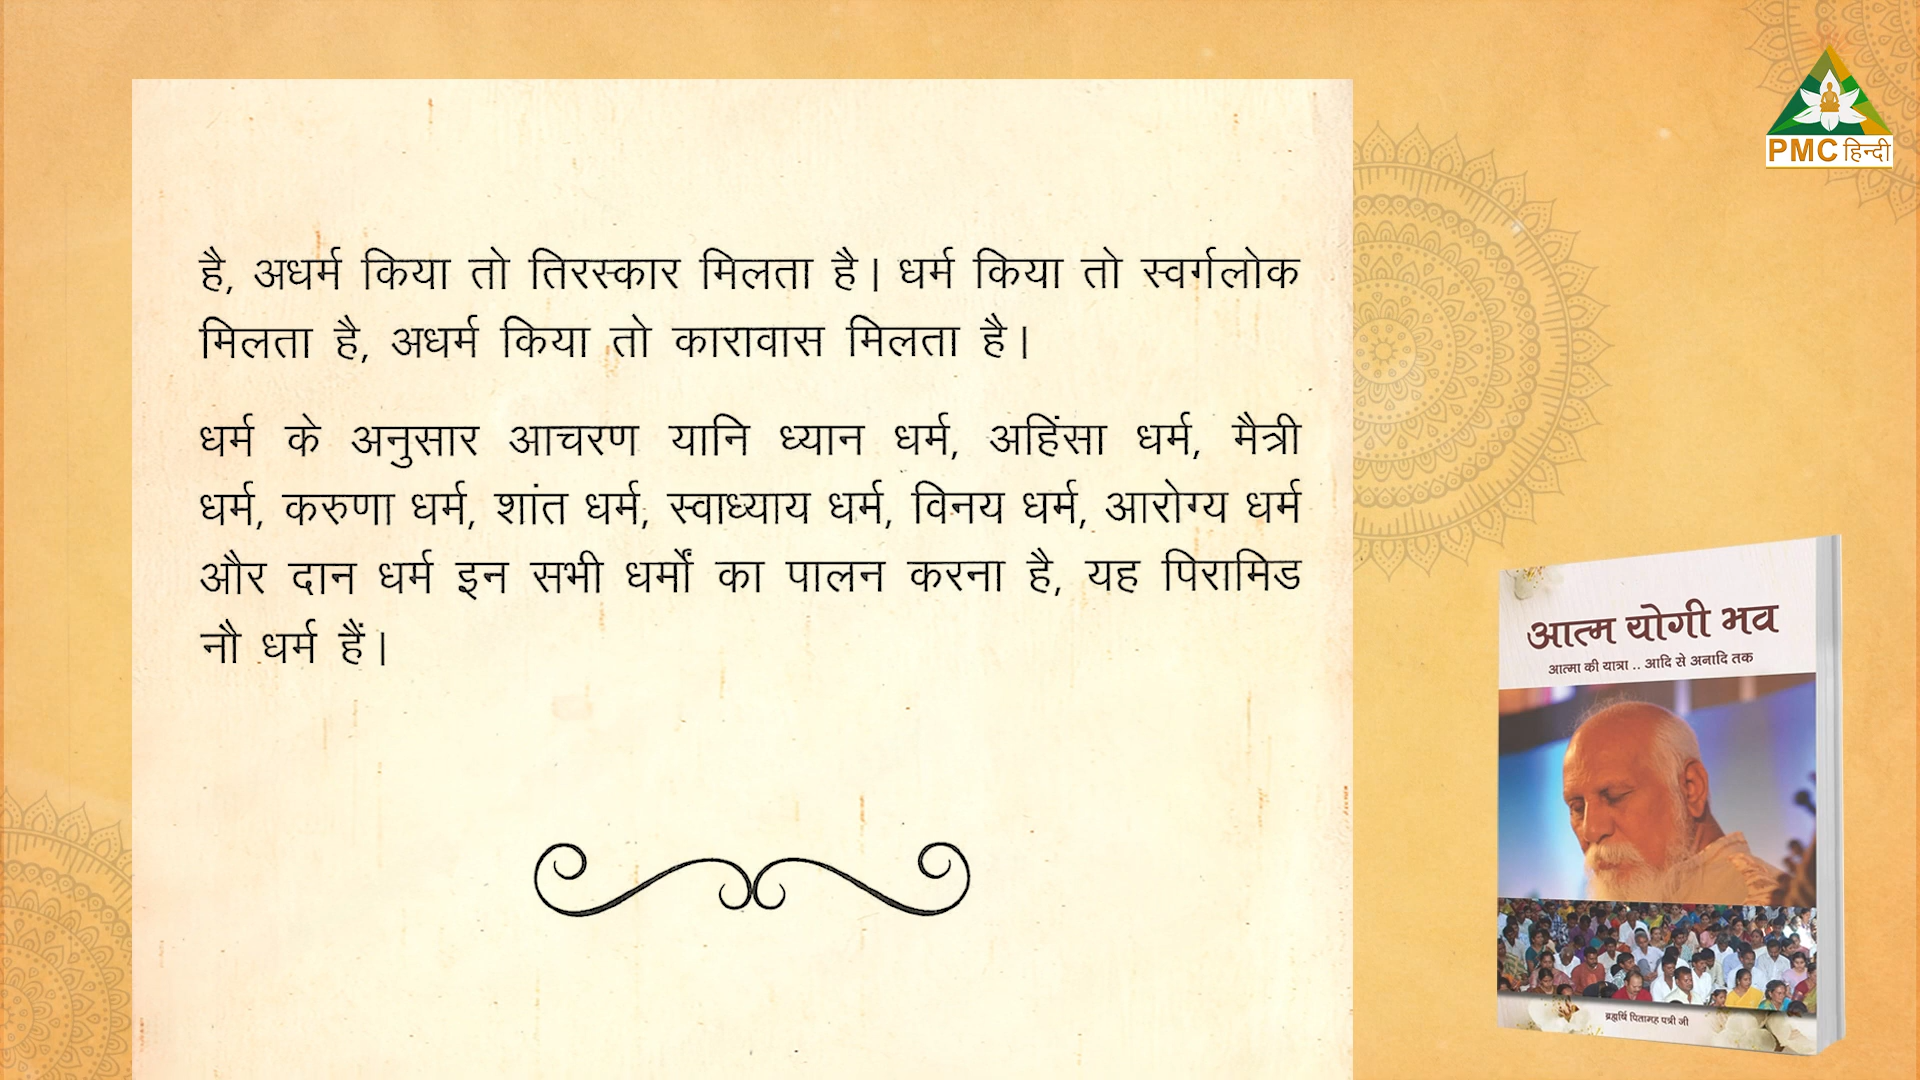 है, अधर्म किया तो तिरस्कार मिलता है। धर्म किया तो स्वर्गलोक
मिलता है, अधर्म किया तो कारावास मिलता है।
धर्म के अनुसार आचरण यानि ध्यान धर्म, अहिंसा धर्म, मैत्री
धर्म, करुणा धर्म, शांत धर्म, स्वाध्याय धर्म, विनय धर्म, आरोग्य धर्म
और दान धर्म इन सभी धर्मों का पालन करना है, यह पिरामिड
नौ धर्म हैं।
PMC हिन्दी
आत्म योगी भव
आत्मा की यात्रा .. आदि से अनादि तक
ब्रह्मर्षि पितामह पत्री जी